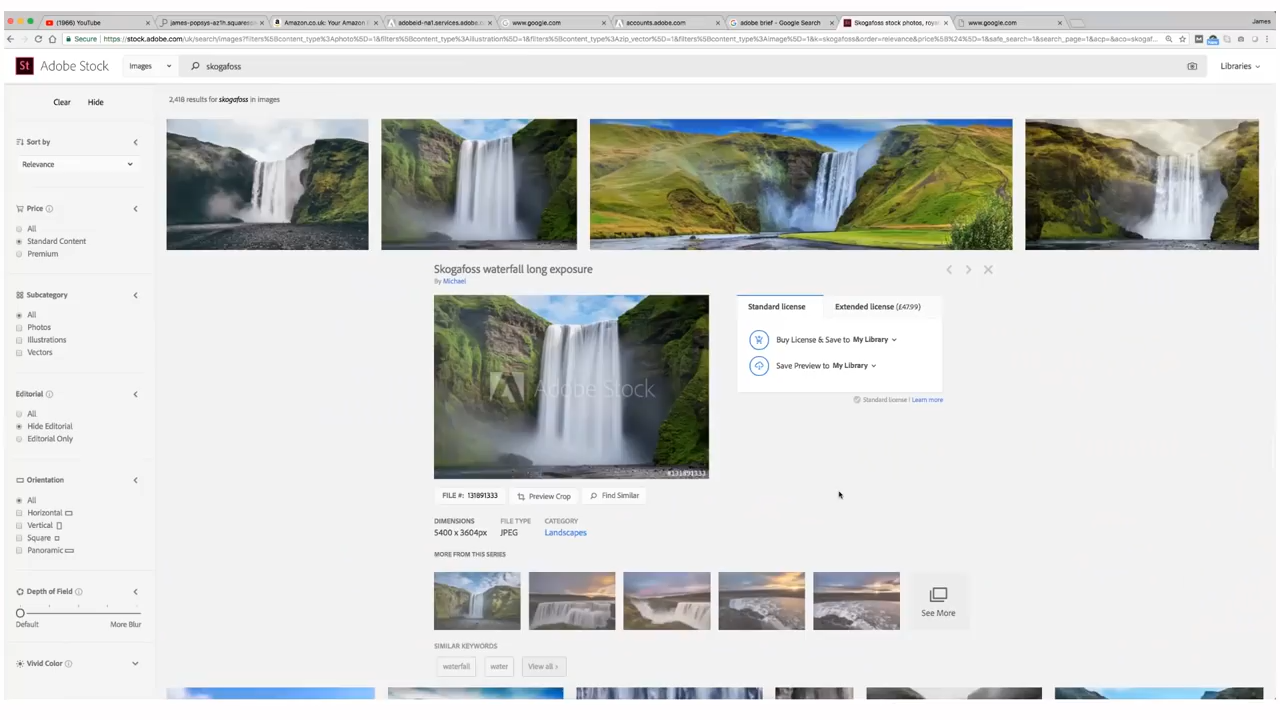 (1966) YouTube
james-popsys-az1h.squaresp
Amazon.co.uk: Your Amazon
adobeid-na1.services.adobe.
www.google.com
accounts.adobe.com
adobe brief - Google Search
Skogafoss stock photos, roya
www.google.com
James
Secure
St Adobe Stock
Images
skogafoss
Libraries
Clear Hide
2,418 results for skogafoss in images
Sort by
Relevance
Price
All
Standard Content
Premium
Subcategory
All
Photos
Illustrations
Vectors
Editorial
All
Hide Editorial
Editorial Only
Orientation
All
Horizontal
Vertical
Square
Panoramic
Depth of Field
Default More Blur
Vivid Color
Skogafoss waterfall long exposure
By Michael
Adobe Stock
#131891333
Standard license
Extended license (£47.99)
Buy License & Save to My Library
Save Preview to My Library
Standard license | Learn more
FILE #: 131891333
Preview Crop
Find Similar
DIMENSIONS FILE TYPE CATEGORY
5400 x 3604px JPEG Landscapes
MORE FROM THIS SERIES
See More
SIMILAR KEYWORDS
waterfall water View all ›